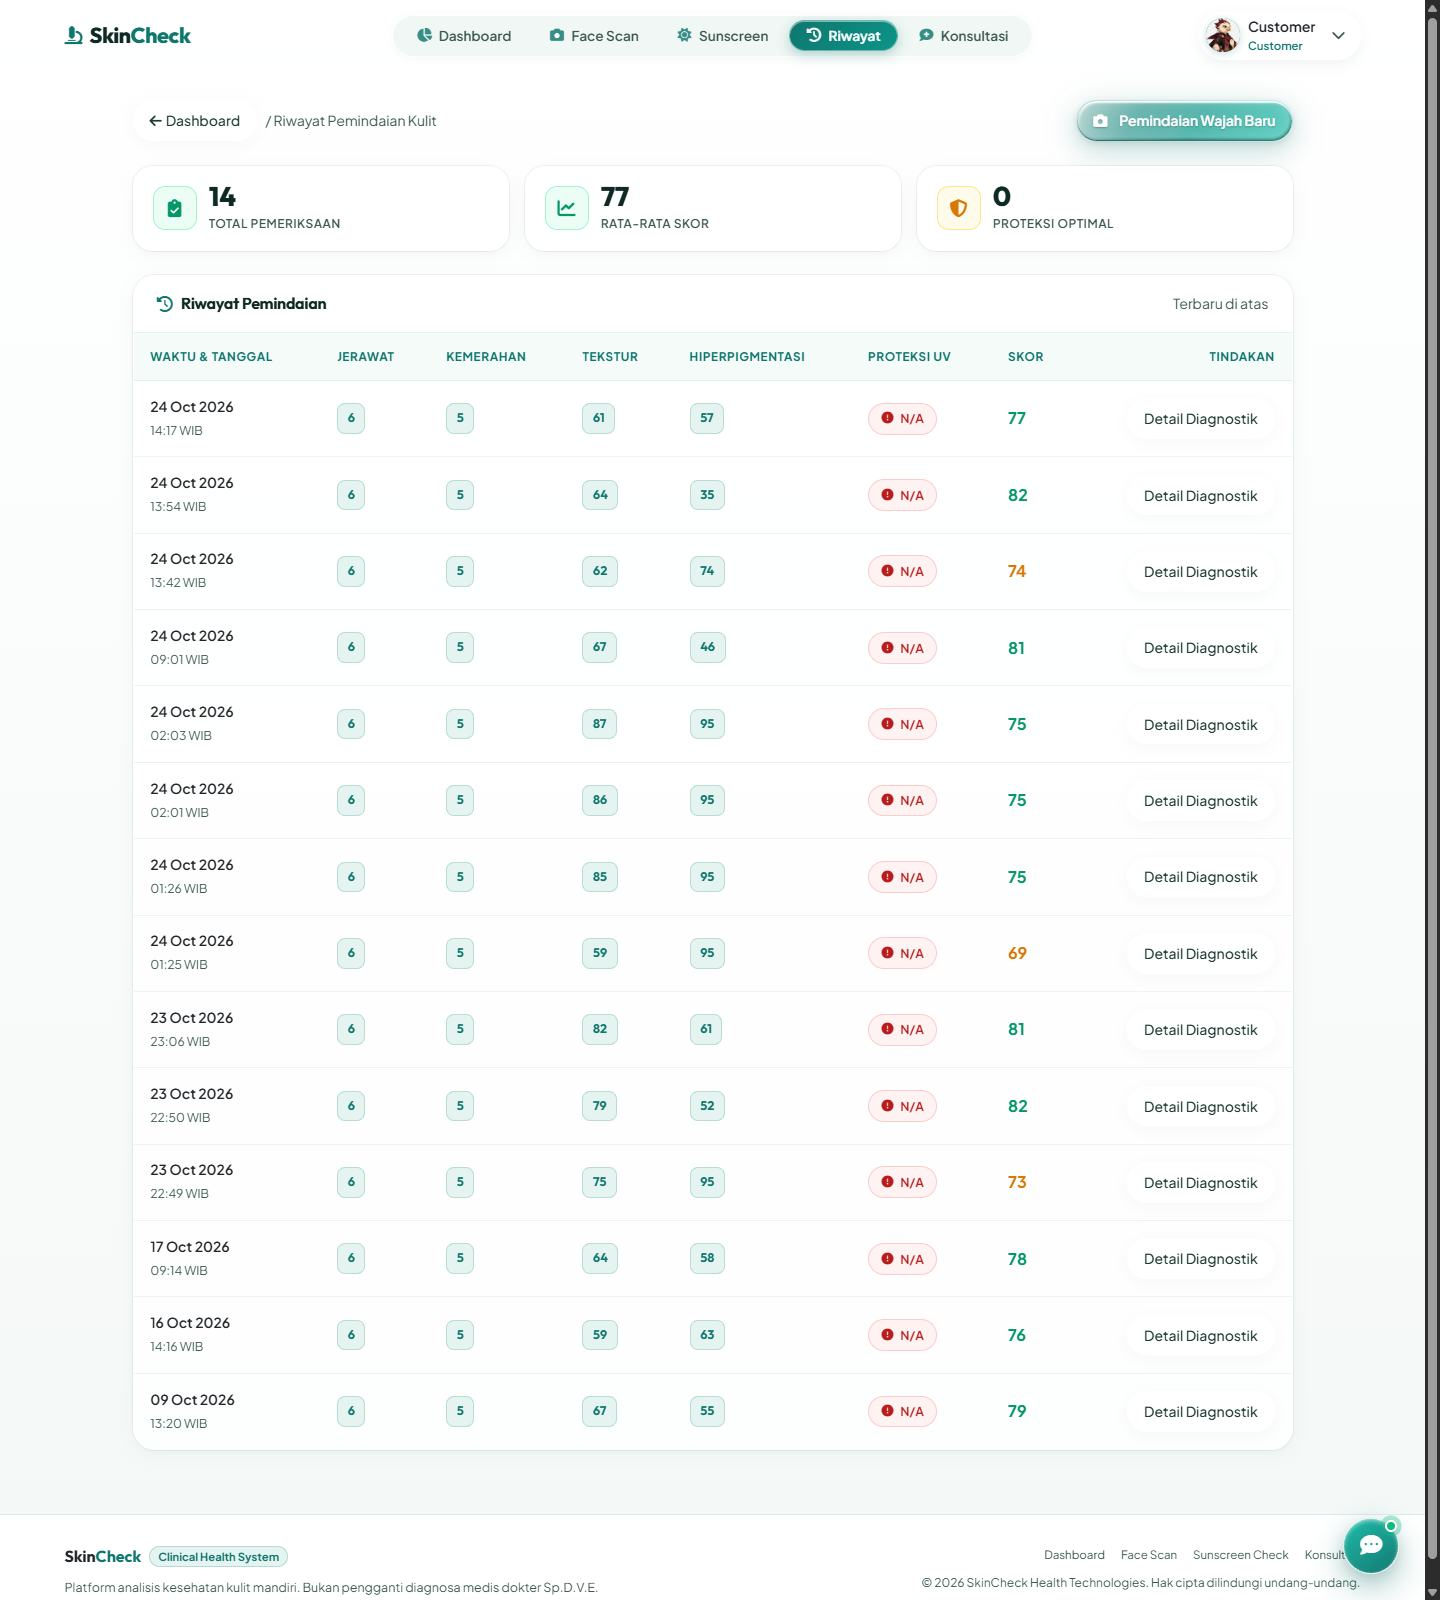 SkinCheck Dashboard Face Scan Sunscreen Riwayat Konsultasi Customer
Customer
Dashboard / Riwayat Pemindaian Kulit Pemindaian Wajah Baru
14
TOTAL PEMERIKSAAN
77
RATA-RATA SKOR
0
PROTEKSI OPTIMAL
Riwayat Pemindaian Terbaru di atas
WAKTU & TANGGAL JERAWAT KEMERAHAN TEKSTUR HIPERPIGMENTASI PROTEKSI UV SKOR TINDAKAN
24 Oct 2026
14:17 WIB
6 5 61 57 N/A 77 Detail Diagnostik
24 Oct 2026
13:54 WIB
6 5 64 35 N/A 82 Detail Diagnostik
24 Oct 2026
13:42 WIB
6 5 62 74 N/A 74 Detail Diagnostik
24 Oct 2026
09:01 WIB
6 5 67 46 N/A 81 Detail Diagnostik
24 Oct 2026
02:03 WIB
6 5 87 95 N/A 75 Detail Diagnostik
24 Oct 2026
02:01 WIB
6 5 86 95 N/A 75 Detail Diagnostik
24 Oct 2026
01:26 WIB
6 5 85 95 N/A 75 Detail Diagnostik
24 Oct 2026
01:25 WIB
6 5 59 95 N/A 69 Detail Diagnostik
23 Oct 2026
23:06 WIB
6 5 82 61 N/A 81 Detail Diagnostik
23 Oct 2026
22:50 WIB
6 5 79 52 N/A 82 Detail Diagnostik
23 Oct 2026
22:49 WIB
6 5 75 95 N/A 73 Detail Diagnostik
17 Oct 2026
09:14 WIB
6 5 64 58 N/A 78 Detail Diagnostik
16 Oct 2026
14:16 WIB
6 5 59 63 N/A 76 Detail Diagnostik
09 Oct 2026
13:20 WIB
6 5 67 55 N/A 79 Detail Diagnostik
SkinCheck Clinical Health System Dashboard Face Scan Sunscreen Check
Platform analisis kesehatan kulit mandiri. Bukan pengganti diagnosa medis dokter Sp.D.V.E. © 2026 SkinCheck Health Technologies. Hak cipta dilindungi undang-undang.